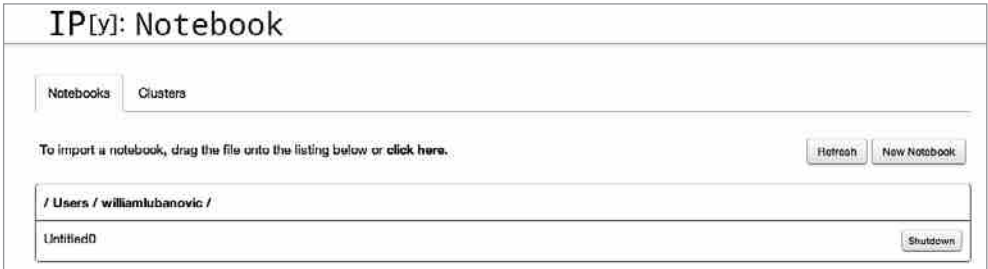 IP[y]: Notebook
Notebooks Clusters
To import a notebook, drag the file onto the listing below or click here. Refresh New Notebook
/ Users / williamlubanovic /
Untitled0 Shutdown